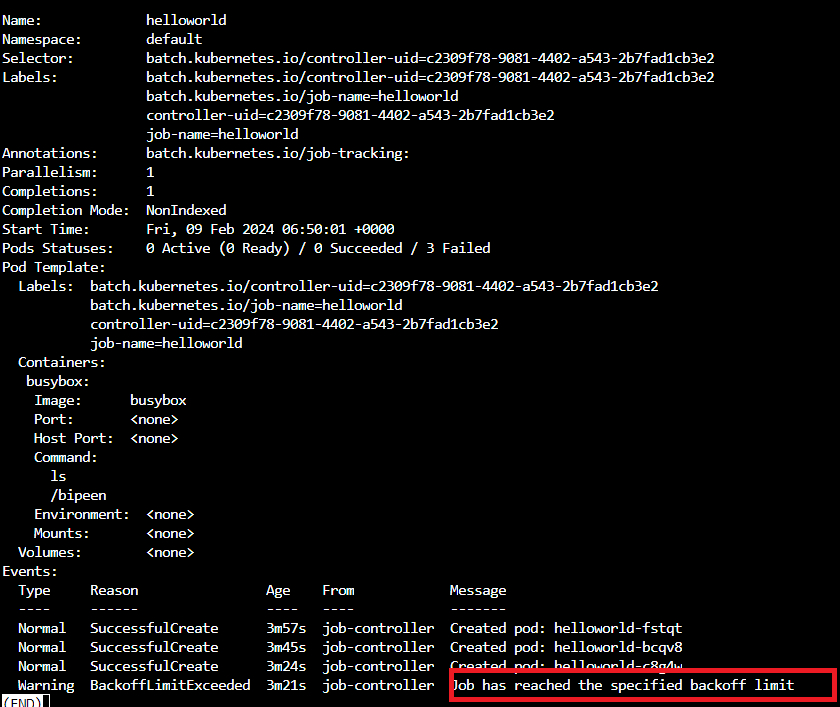 Name: helloworld
Namespace: default
Selector: batch.kubernetes.io/controller-uid=c2309f78-9081-4402-a543-2b7fad1cb3e2
Labels: batch.kubernetes.io/controller-uid=c2309f78-9081-4402-a543-2b7fad1cb3e2
batch.kubernetes.io/job-name=helloworld
controller-uid=c2309f78-9081-4402-a543-2b7fad1cb3e2
job-name=helloworld
Annotations: batch.kubernetes.io/job-tracking:
Parallelism: 1
Completions: 1
Completion Mode: NonIndexed
Start Time: Fri, 09 Feb 2024 06:50:01 +0000
Pods Statuses: 0 Active (0 Ready) / 0 Succeeded / 3 Failed
Pod Template:
Labels: batch.kubernetes.io/controller-uid=c2309f78-9081-4402-a543-2b7fad1cb3e2
batch.kubernetes.io/job-name=helloworld
controller-uid=c2309f78-9081-4402-a543-2b7fad1cb3e2
job-name=helloworld
Containers:
busybox:
Image: busybox
Port: <none>
Host Port: <none>
Command:
ls
/bipeen
Environment: <none>
Mounts: <none>
Volumes: <none>
Events:
Type Reason Age From Message
---- ------ ---- ---- -------
Normal SuccessfulCreate 3m57s job-controller Created pod: helloworld-fstqt
Normal SuccessfulCreate 3m45s job-controller Created pod: helloworld-bcqv8
Normal SuccessfulCreate 3m24s job-controller Created pod: helloworld-c8g4w
Warning BackoffLimitExceeded 3m21s job-controller Job has reached the specified backoff limit
(END)